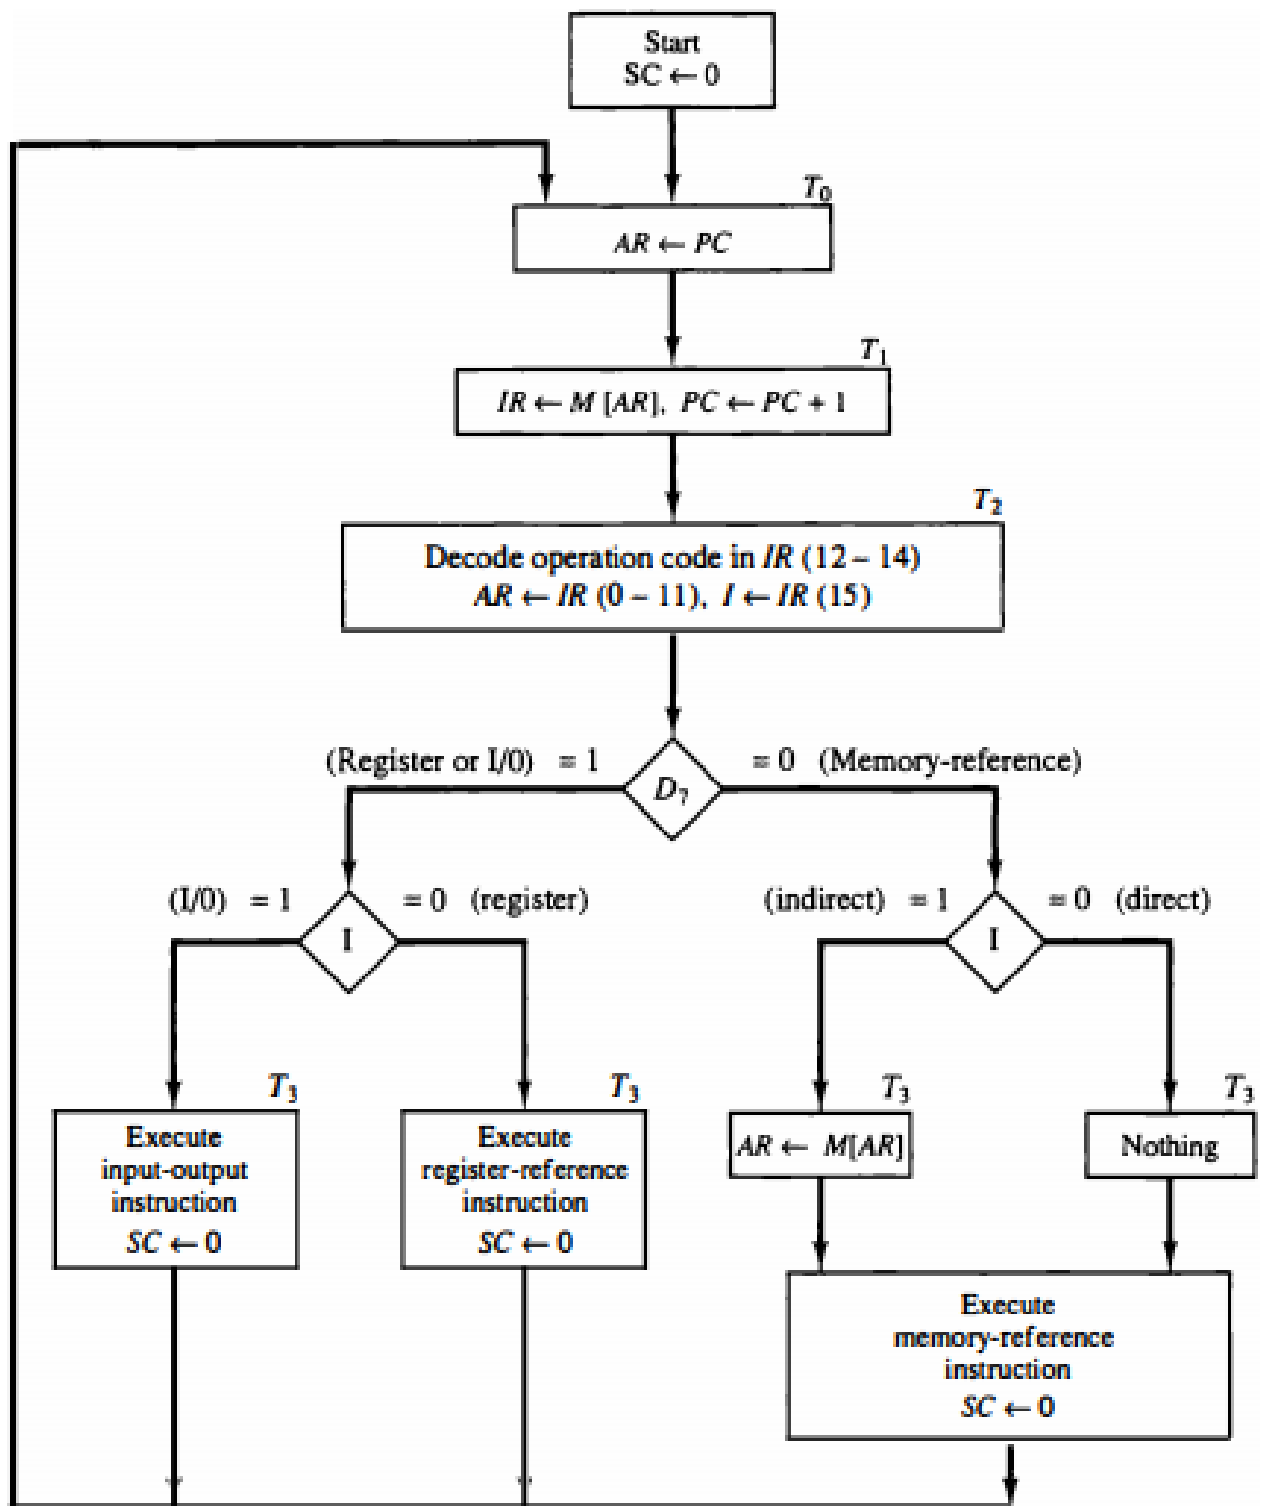 Start
SC ← 0
T₀
AR ← PC
T₁
IR ← M [AR], PC ← PC + 1
T₂
Decode operation code in IR (12 – 14)
AR ← IR (0 – 11), I ← IR (15)
(Register or I/0) = 1
= 0 (Memory-reference)
D₇
(I/0) = 1
= 0 (register)
(indirect) = 1
= 0 (direct)
I
I
T₃
T₃
T₃
T₃
Execute
input-output
instruction
SC ← 0
Execute
register-reference
instruction
SC ← 0
AR ← M[AR]
Nothing
Execute
memory-reference
instruction
SC ← 0